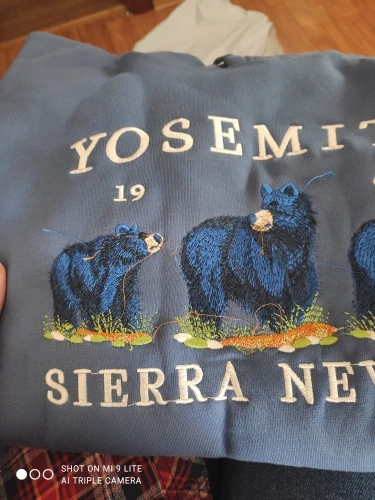 YOSEMIT
19
SIERRA NEV
SHOT ON MI 9 LITE
AI TRIPLE CAMERA